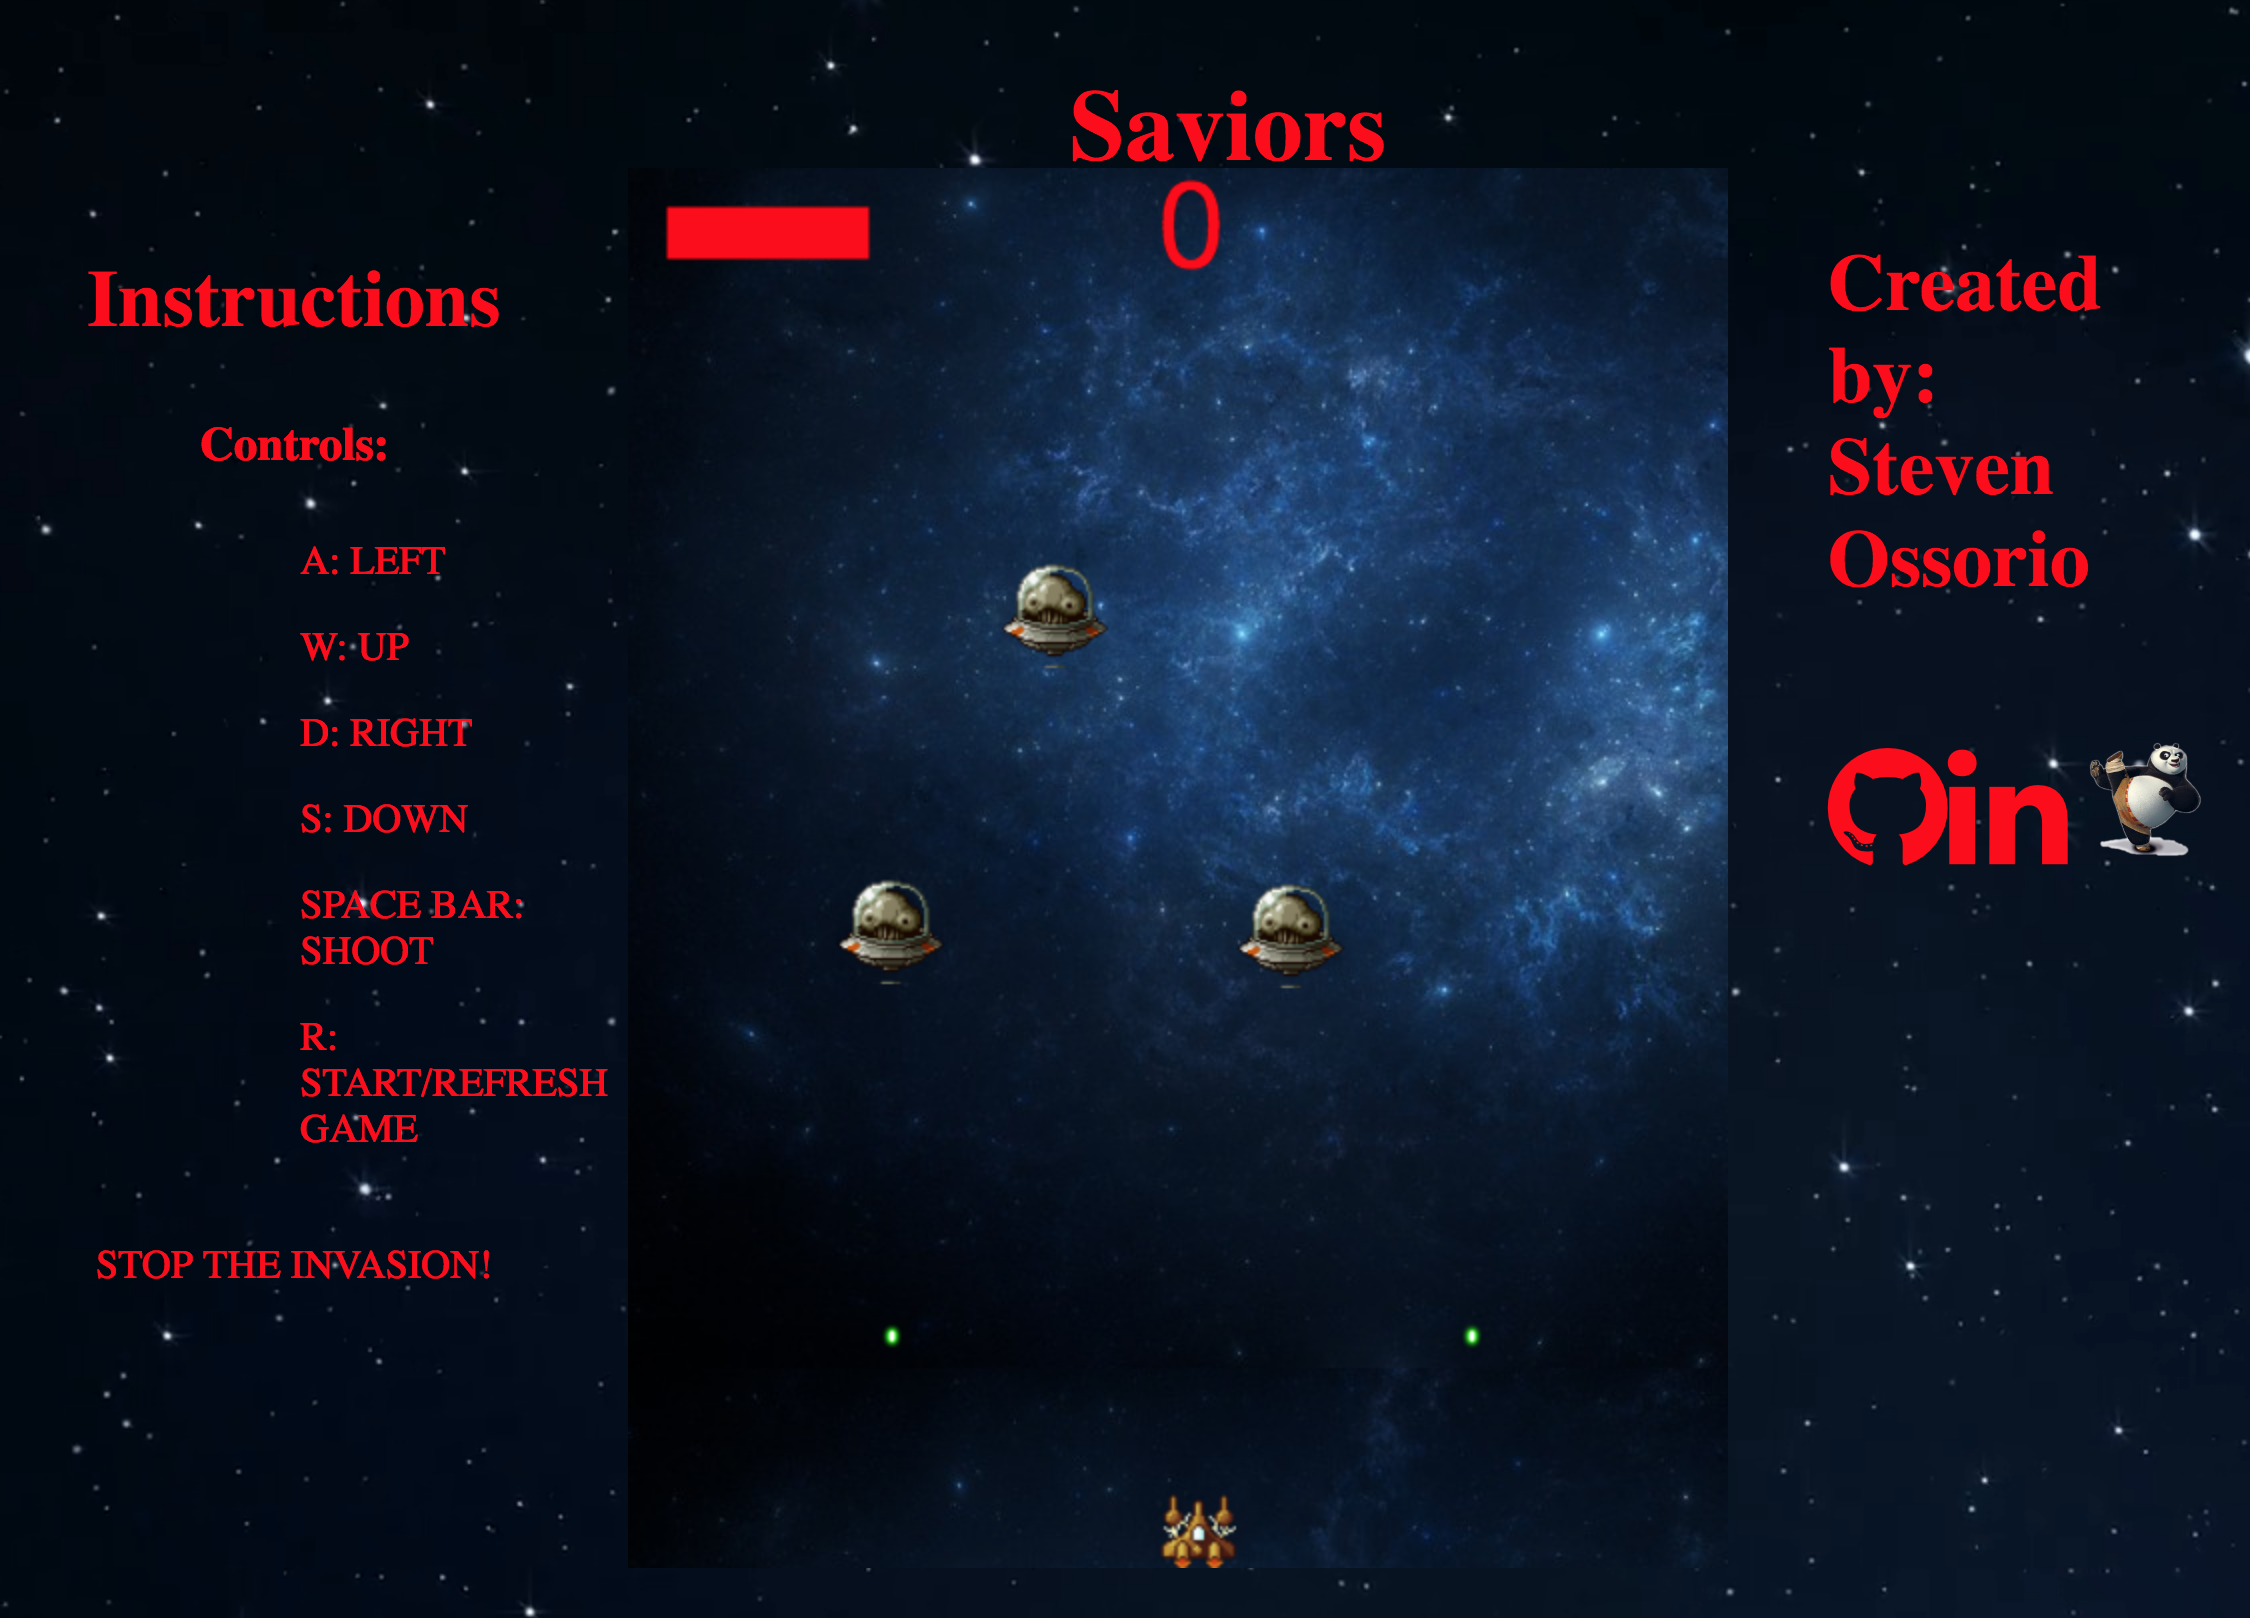 Saviors
0
Instructions
Controls:
A: LEFT
W: UP
D: RIGHT
S: DOWN
SPACE BAR:
SHOOT
R:
START/REFRESH
GAME
STOP THE INVASION!
Created
by:
Steven
Ossorio
in